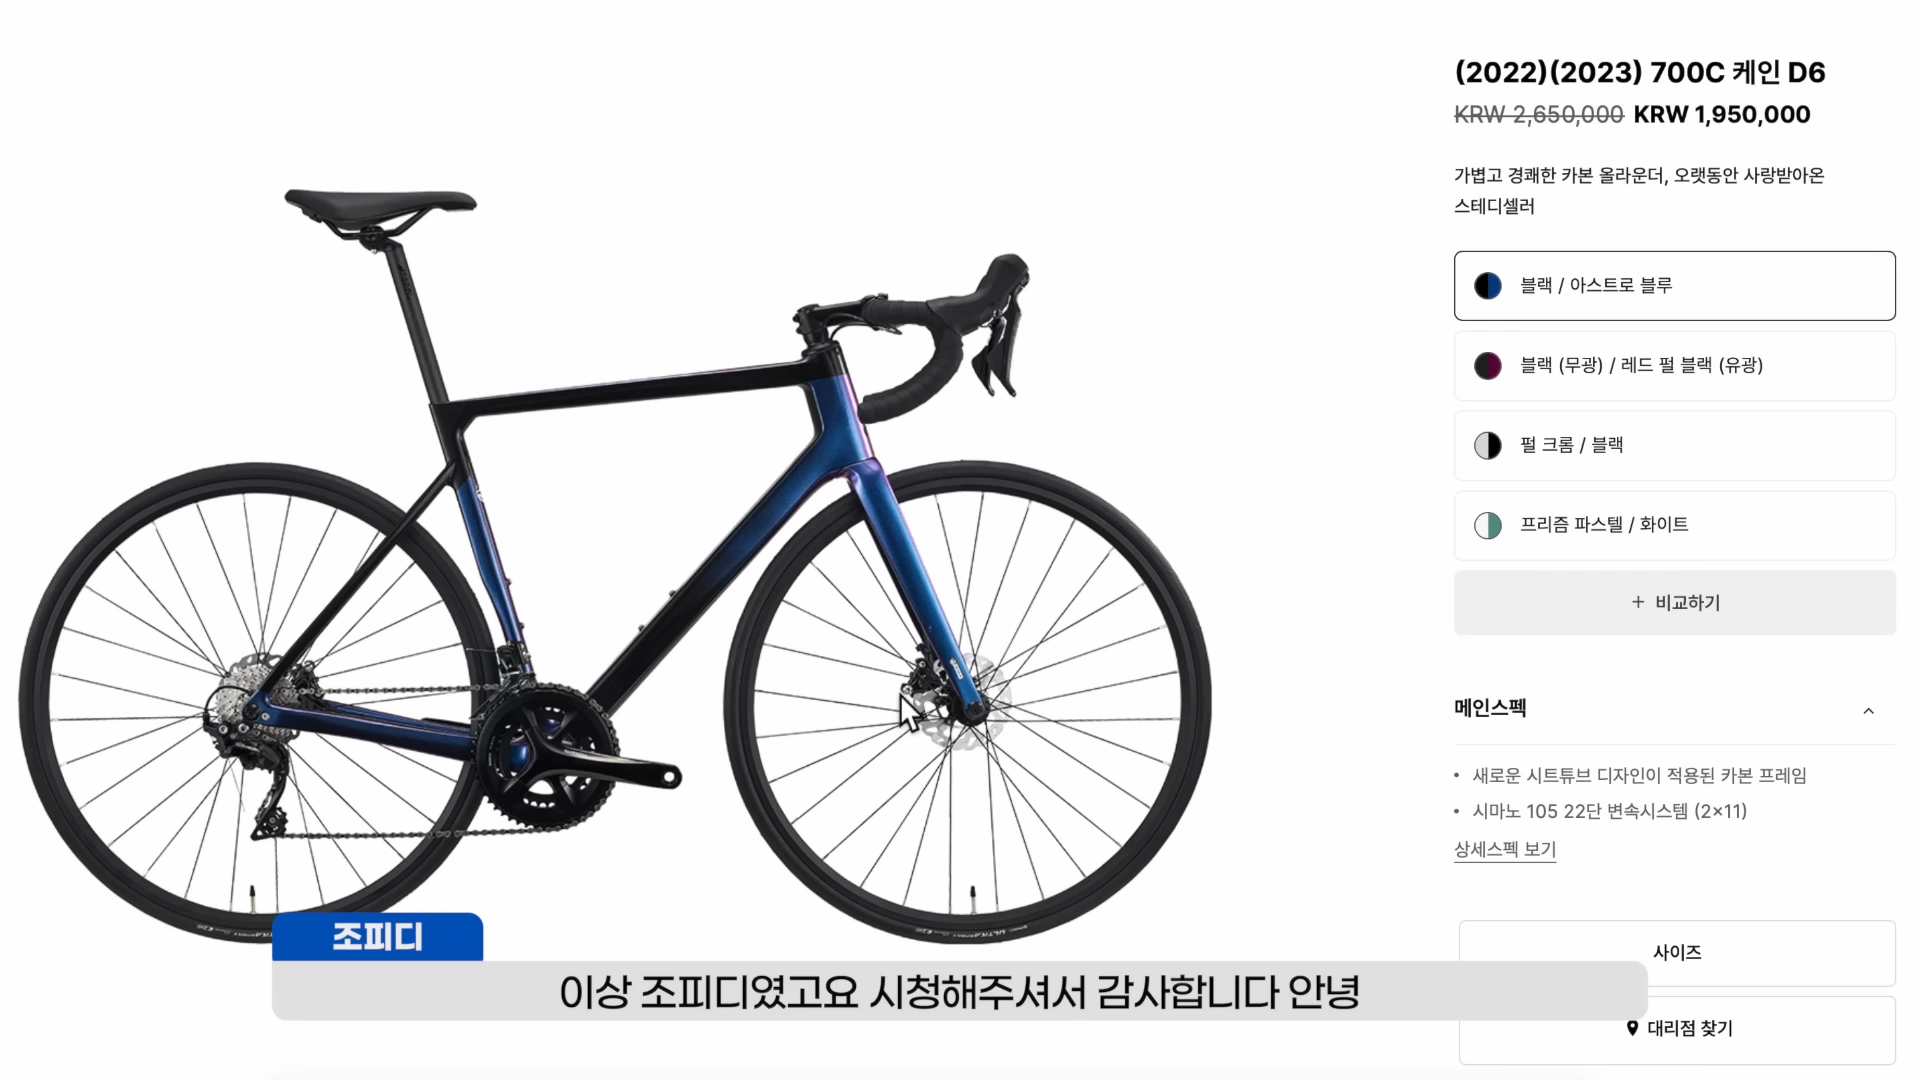 (2022)(2023) 700C 케인 D6
KRW 2,650,000 KRW 1,950,000
가볍고 경쾌한 카본 올라운더, 오랫동안 사랑받아온
스테디셀러
블랙 / 아스트로 블루
블랙 (무광) / 레드 펄 블랙 (유광)
펄 크롬 / 블랙
프리즘 파스텔 / 화이트
+ 비교하기
메인스펙
• 새로운 시트튜브 디자인이 적용된 카본 프레임
• 시마노 105 22단 변속시스템 (2×11)
상세스펙 보기
사이즈
대리점 찾기
조피디
이상 조피디였고요 시청해주셔서 감사합니다 안녕